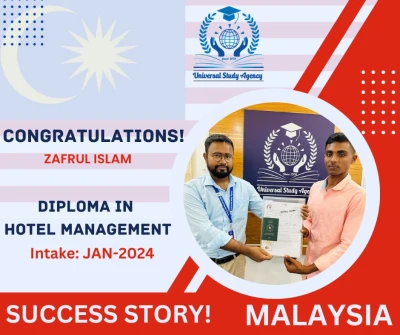 Universal Study Agency
CONGRATULATIONS!
ZAFRUL ISLAM
DIPLOMA IN
HOTEL MANAGEMENT
Intake: JAN-2024
Universal Study Agency
SUCCESS STORY!
MALAYSIA